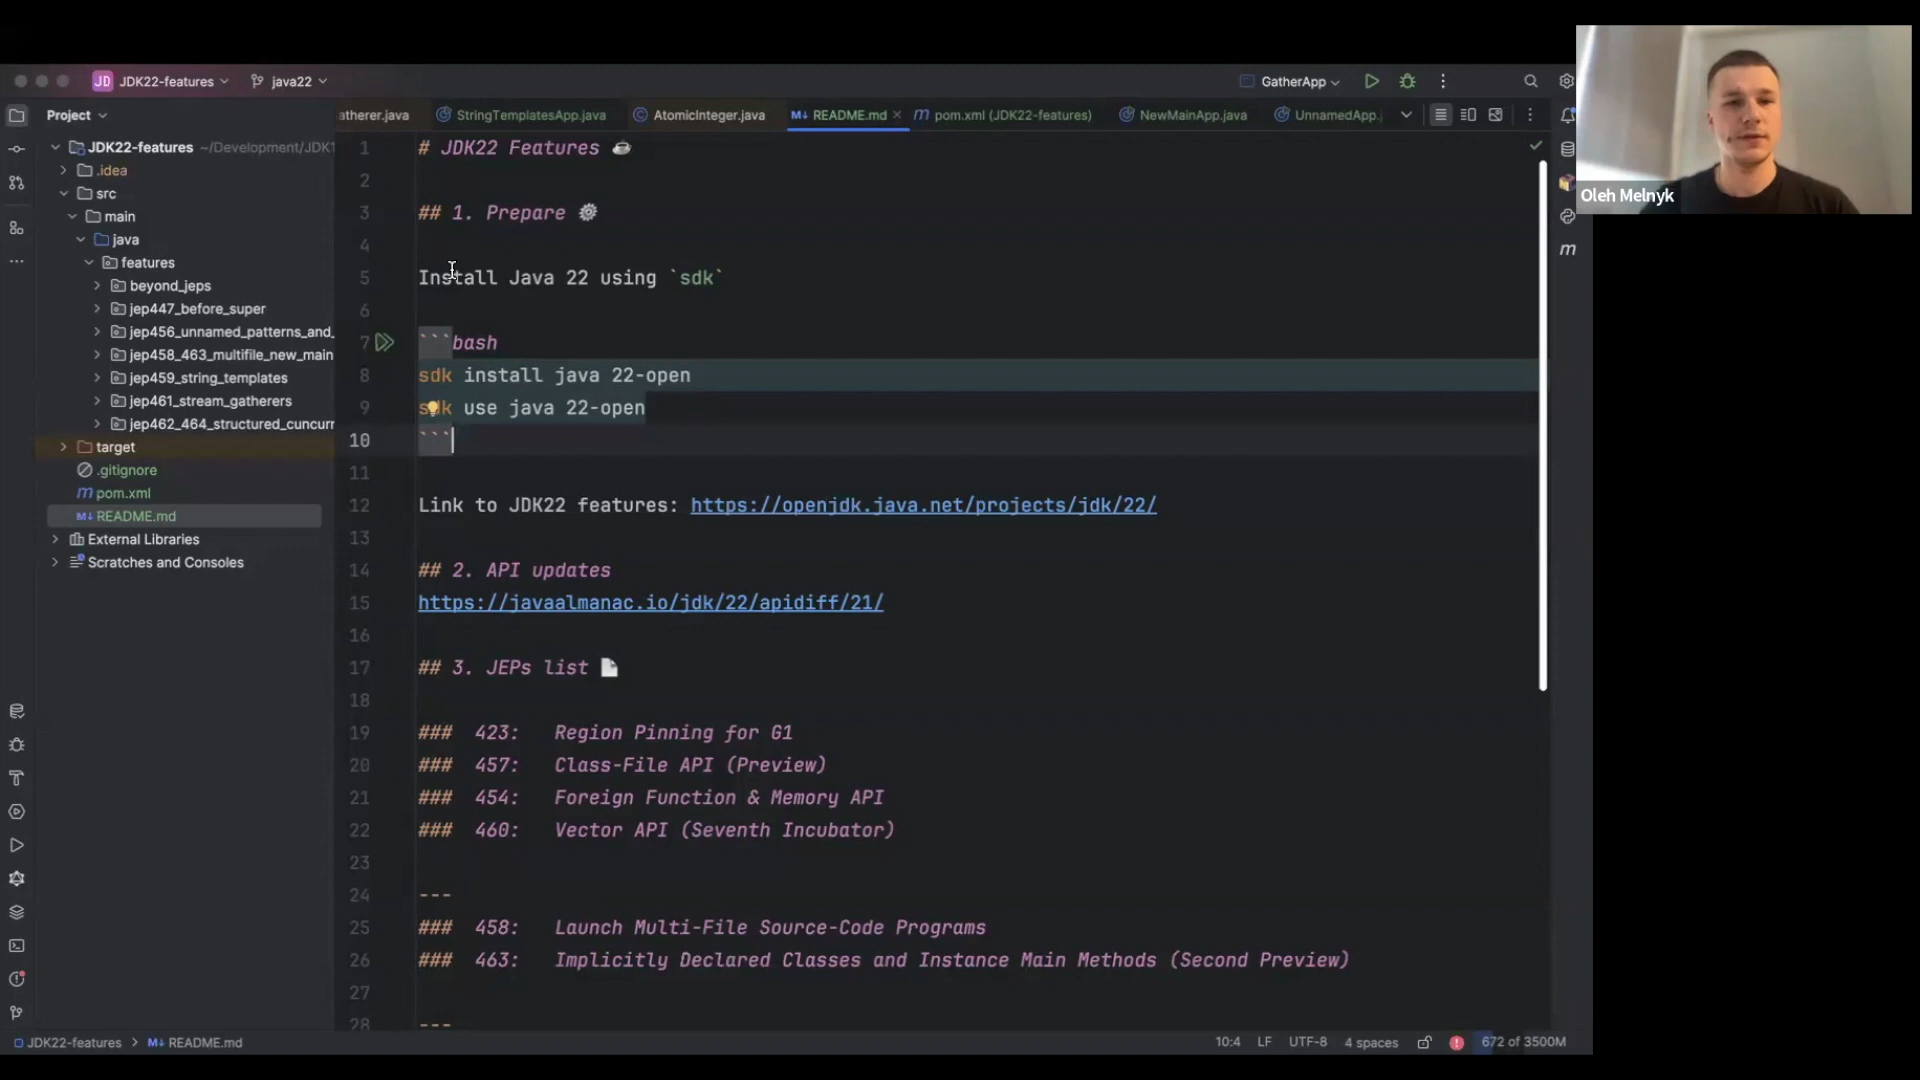 JD JDK22-features java22 GatherApp
Project
atherer.java StringTemplatesApp.java AtomicInteger.java M↓ README.md m pom.xml (JDK22-features) NewMainApp.java UnnamedApp.j
JDK22-features ~/Development/JDK1
.idea
src
main
java
features
beyond_jeps
jep447_before_super
jep456_unnamed_patterns_and_
jep458_463_multifile_new_main
jep459_string_templates
jep461_stream_gatherers
jep462_464_structured_cuncurr
target
.gitignore
m pom.xml
M↓ README.md
External Libraries
Scratches and Consoles
1 # JDK22 Features ☕
2
3 ## 1. Prepare ⚙
4
5 Install Java 22 using `sdk`
6
7 ```bash
8 sdk install java 22-open
9 sdk use java 22-open
10 ```
11
12 Link to JDK22 features: https://openjdk.java.net/projects/jdk/22/
13
14 ## 2. API updates
15 https://javaalmanac.io/jdk/22/apidiff/21/
16
17 ## 3. JEPs list 📄
18
19 ### 423: Region Pinning for G1
20 ### 457: Class-File API (Preview)
21 ### 454: Foreign Function & Memory API
22 ### 460: Vector API (Seventh Incubator)
23
24 ---
25 ### 458: Launch Multi-File Source-Code Programs
26 ### 463: Implicitly Declared Classes and Instance Main Methods (Second Preview)
27
28 ---
m
Oleh Melnyk
JDK22-features > M↓ README.md
10:4 LF UTF-8 4 spaces 672 of 3500M